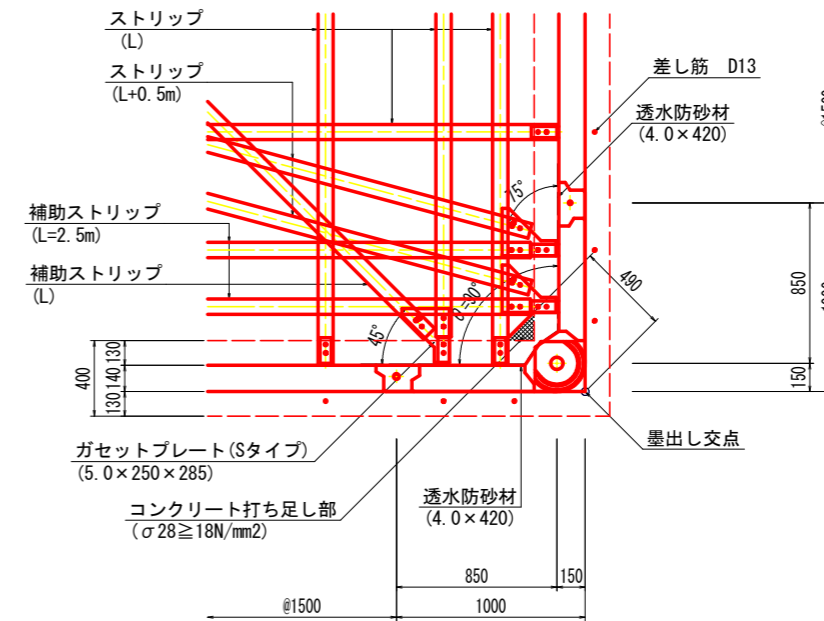 ストリップ
(L)
ストリップ
(L+0.5m)
補助ストリップ
(L=2.5m)
補助ストリップ
(L)
差し筋 D13
透水防砂材
(4.0×420)
75°
45°
θ=90°
490
850
150
400
130
140
130
ガセットプレート(Sタイプ)
(5.0×250×285)
コンクリート打ち足し部
(σ28≧18N/mm2)
透水防砂材
(4.0×420)
墨出し交点
850
150
@1500
1000